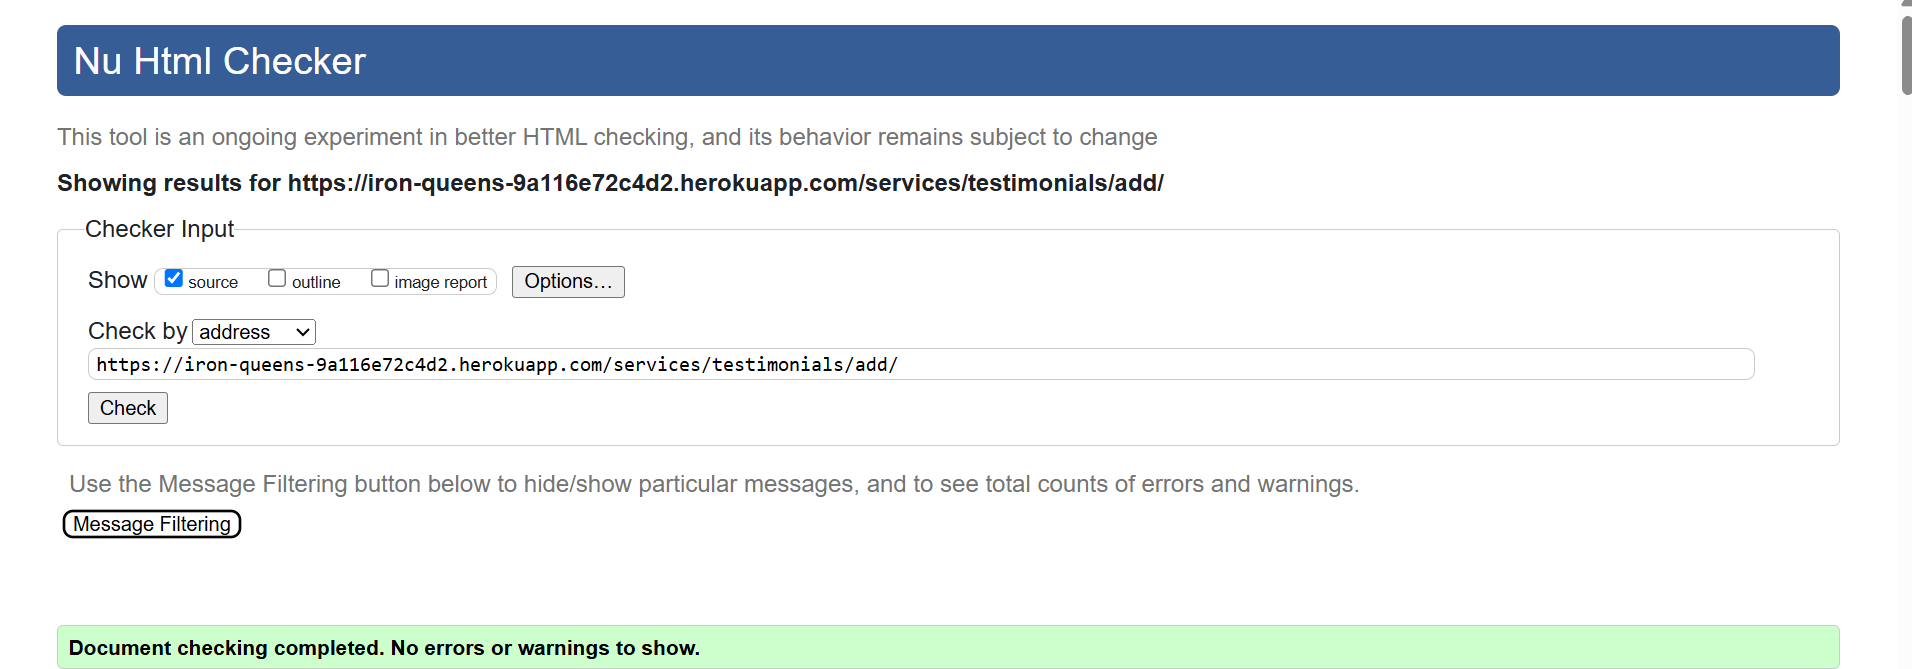 Nu Html Checker
This tool is an ongoing experiment in better HTML checking, and its behavior remains subject to change
Showing results for https://iron-queens-9a116e72c4d2.herokuapp.com/services/testimonials/add/
Checker Input
Show source outline image report Options...
Check by address
https://iron-queens-9a116e72c4d2.herokuapp.com/services/testimonials/add/
Check
Use the Message Filtering button below to hide/show particular messages, and to see total counts of errors and warnings.
Message Filtering
Document checking completed. No errors or warnings to show.